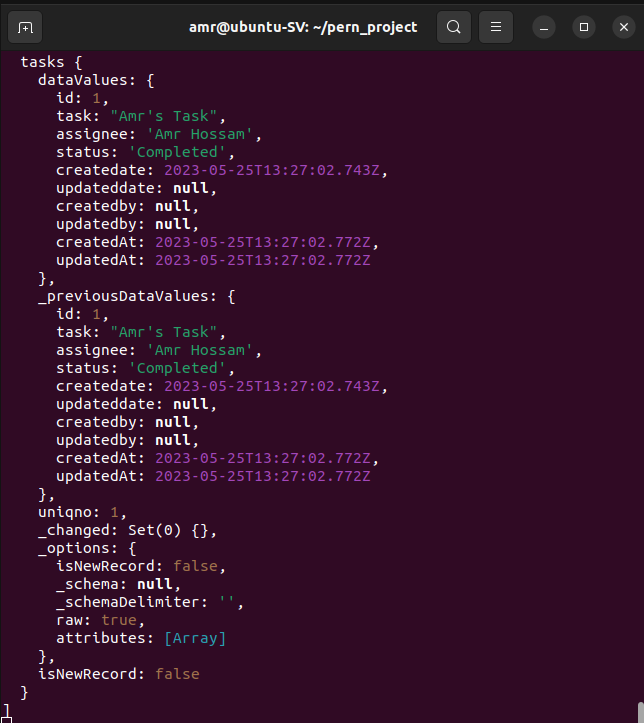 amr@ubuntu-SV: ~/pern_project
tasks {
dataValues: {
id: 1,
task: "Amr's Task",
assignee: 'Amr Hossam',
status: 'Completed',
createdate: 2023-05-25T13:27:02.743Z,
updateddate: null,
createdby: null,
updatedby: null,
createdAt: 2023-05-25T13:27:02.772Z,
updatedAt: 2023-05-25T13:27:02.772Z
},
_previousDataValues: {
id: 1,
task: "Amr's Task",
assignee: 'Amr Hossam',
status: 'Completed',
createdate: 2023-05-25T13:27:02.743Z,
updateddate: null,
createdby: null,
updatedby: null,
createdAt: 2023-05-25T13:27:02.772Z,
updatedAt: 2023-05-25T13:27:02.772Z
},
uniqno: 1,
_changed: Set(0) {},
_options: {
isNewRecord: false,
_schema: null,
_schemaDelimiter: '',
raw: true,
attributes: [Array]
},
isNewRecord: false
}
]